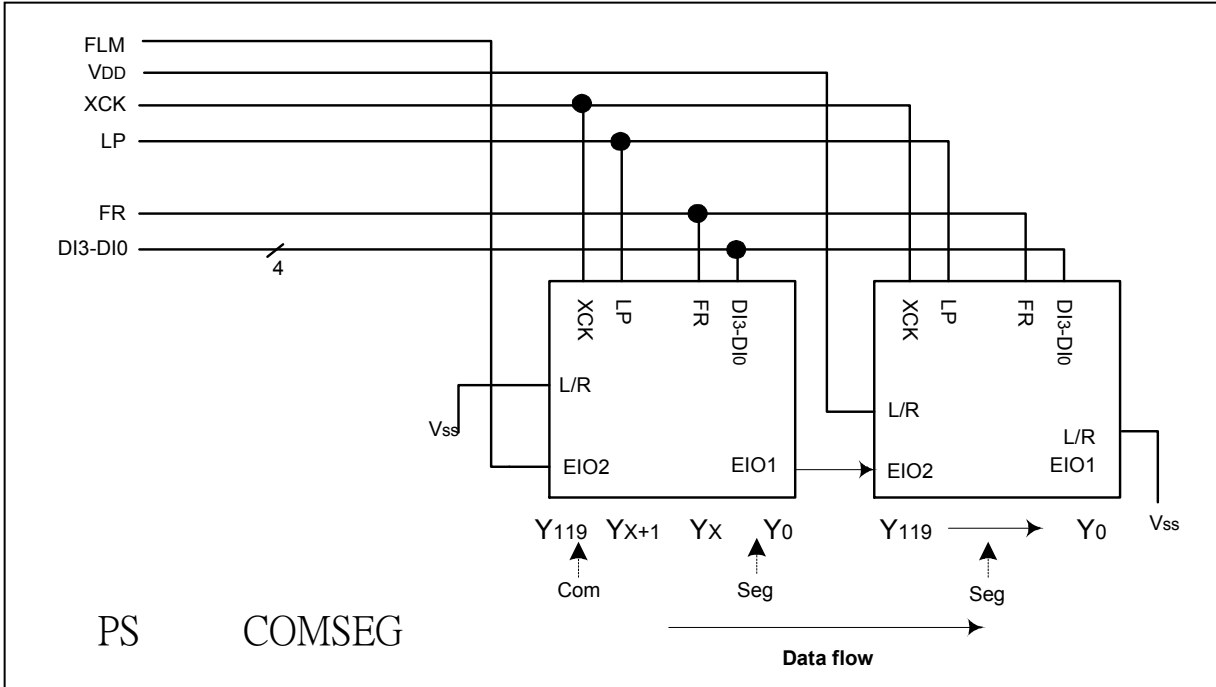 FLM
VDD
XCK
LP
FR
DI3-DI0
4
XCK LP FR DI3-DI0
XCK LP FR DI3-DI0
L/R
L/R
Vss
L/R
EIO2 EIO1
EIO2 EIO1
Y119 YX+1 YX Y0
Y119 Y0
Vss
Com Seg Seg
PS COMSEG
Data flow